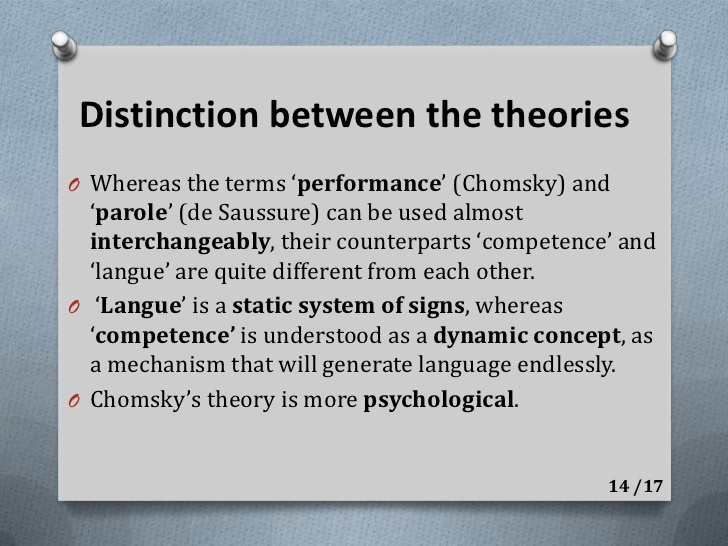 Distinction between the theories
Whereas the terms ‘performance’ (Chomsky) and
‘parole’ (de Saussure) can be used almost
interchangeably, their counterparts ‘competence’ and
‘langue’ are quite different from each other.
‘Langue’ is a static system of signs, whereas
‘competence’ is understood as a dynamic concept, as
a mechanism that will generate language endlessly.
Chomsky’s theory is more psychological.
14 /17